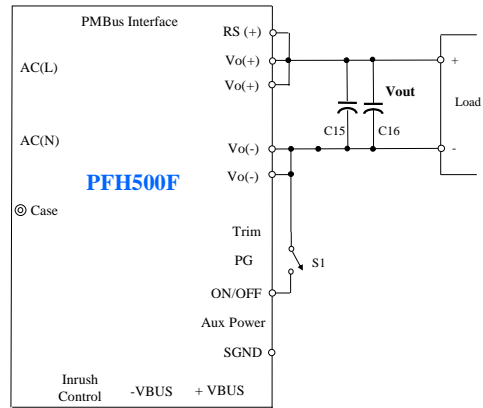 PMBus Interface
RS (+)
AC(L)
Vo(+)
+
Vo(+)
Vout
Load
C15
C16
AC(N)
Vo(-)
-
Vo(-)
PFH500F
Case
Trim
PG
S1
ON/OFF
Aux Power
SGND
Inrush
Control
-VBUS
+ VBUS